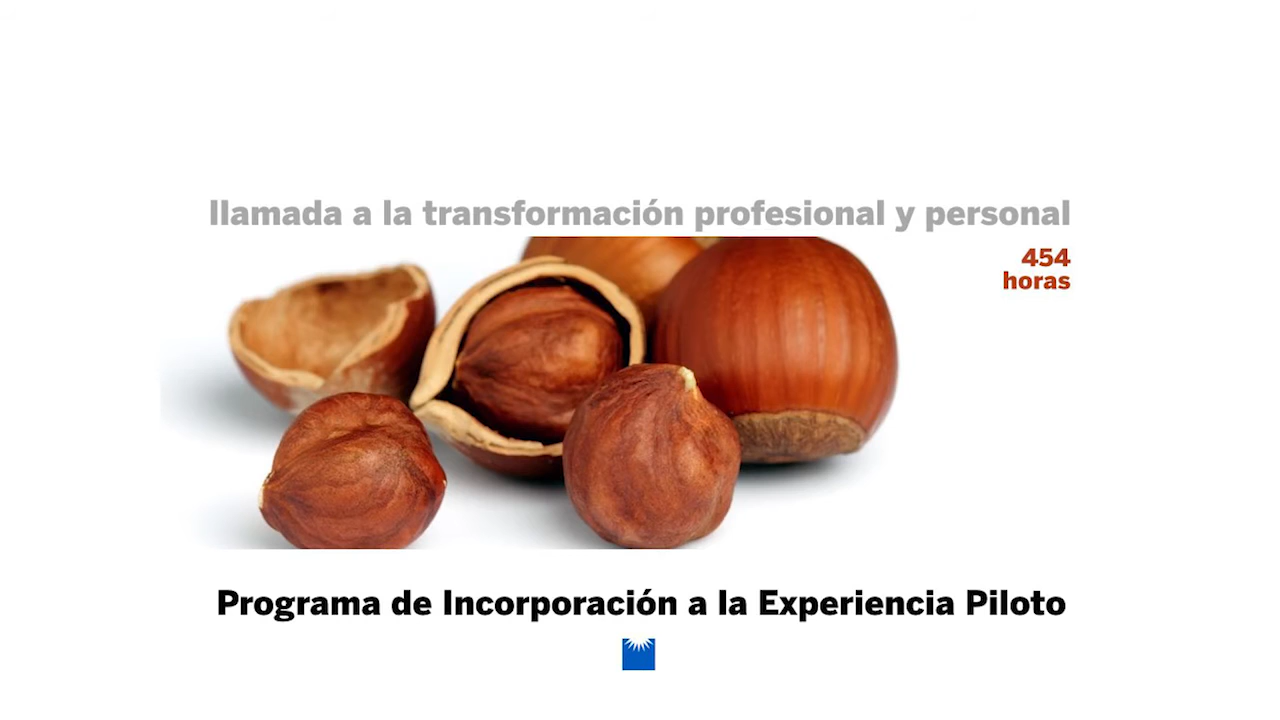 llamada a la transformación profesional y personal
454
horas
Programa de Incorporación a la Experiencia Piloto